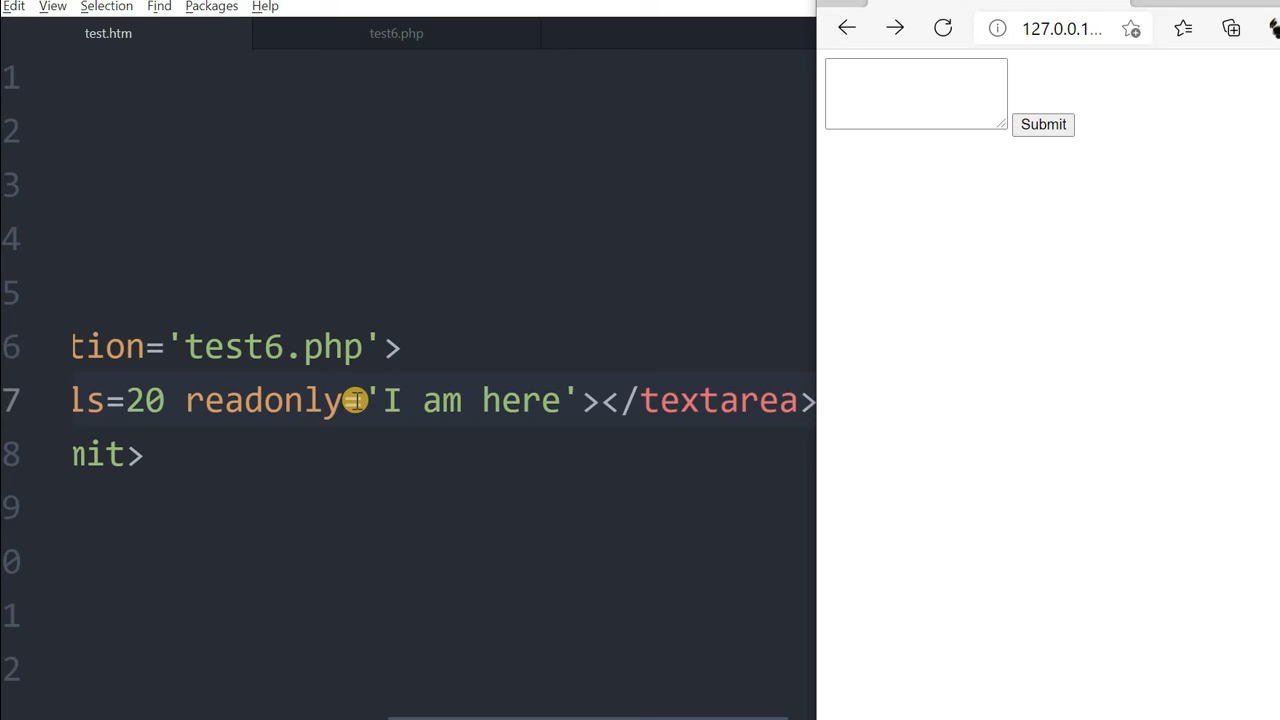 Edit View Selection Find Packages Help
test.htm test6.php
127.0.0.1...
Submit
1
2
3
4
5
6 tion='test6.php'>
7 ls=20 readonly='I am here'></textarea>
8 mit>
9
0
1
2